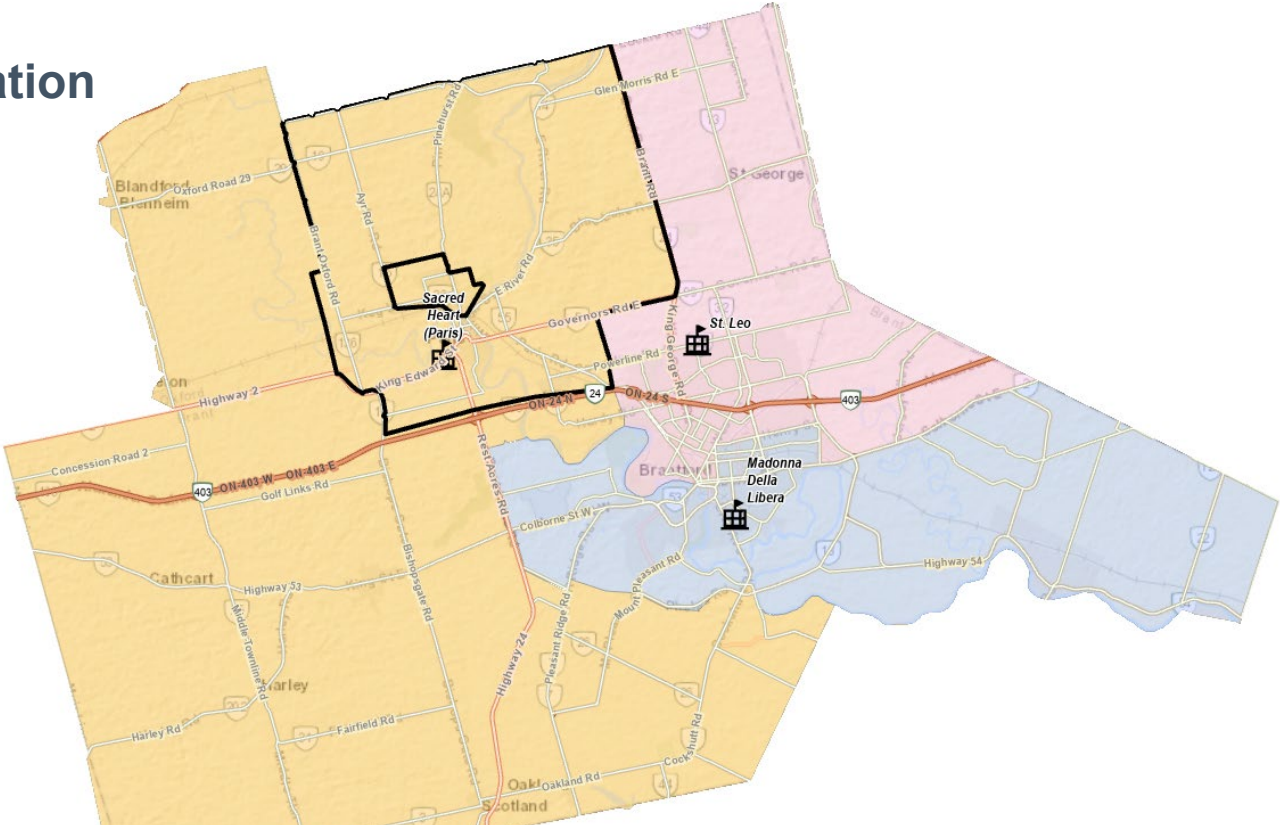 ation
Glen Morris Rd E
Pinehurst Rd
Brant Rd
St George
Oxford Road 29
Blandford
Blenheim
Ayr Rd
24A
Brant Oxford Rd
E River Rd
Sacred
Heart
(Paris)
Governors Rd E
St. Leo
King George Rd
Brant
Powerline Rd
King Edward St
Highway 2
24
ON-24 N
ON-24 S
403
Rest Acres Rd
Concession Road 2
403
ON-403 W
ON-403 E
Golf Links Rd
Brantford
Madonna
Della
Libera
Colborne St W
Bishopsgate Rd
Cathcart
Highway 53
Highway 54
Mount Pleasant Rd
Pleasant Ridge Rd
Middle Townline Rd
Highway 24
Harley
Harley Rd
Fairfield Rd
Cockshutt Rd
Oakland Rd
Scotland